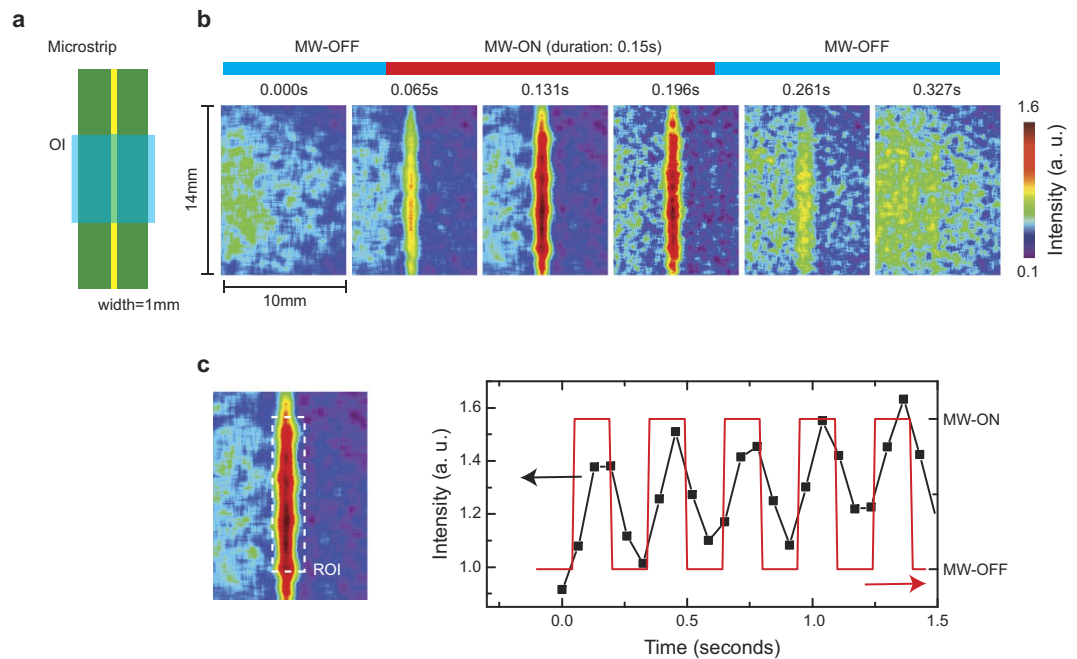 a
Microstrip
OI
width=1mm
b
MW-OFF MW-ON (duration: 0.15s) MW-OFF
0.000s 0.065s 0.131s 0.196s 0.261s 0.327s
14mm
10mm
1.6
Intensity (a. u.)
0.1
c
ROI
Intensity (a. u.)
1.6
1.4
1.2
1.0
MW-ON
MW-OFF
0.0 0.5 1.0 1.5
Time (seconds)